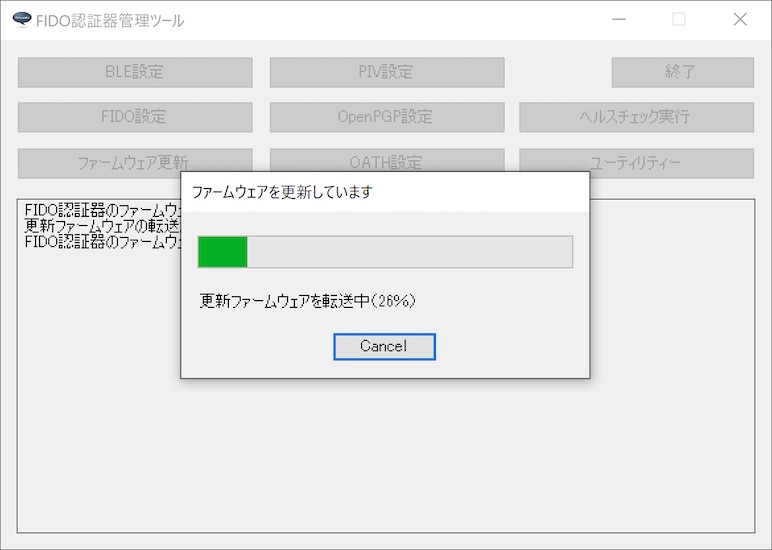 FIDO認証器管理ツール
BLE設定
PIV設定
終了
FIDO設定
OpenPGP設定
ヘルスチェック実行
ファームウェア更新
OATH設定
ユーティリティー
FIDO認証器のファームウェ
更新ファームウェアの転送
FIDO認証器のファームウェ
ファームウェアを更新しています
更新ファームウェアを転送中(26%)
Cancel